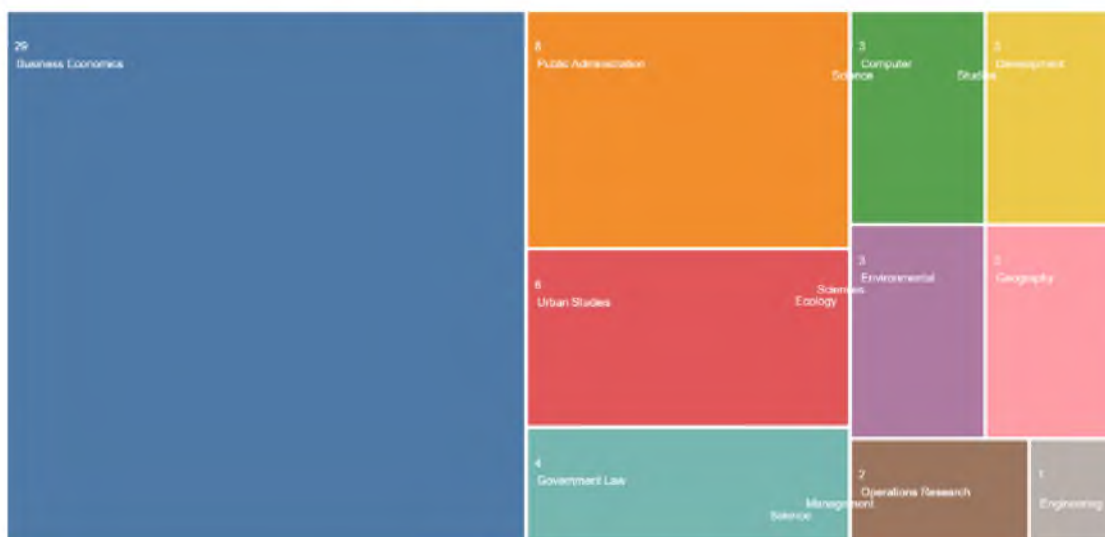 29
Business Economics
8
Public Administration
3
Computer
Science
3
Development
Studies
6
Urban Studies
3
Environmental
Sciences
Ecology
3
Geography
4
Government Law
2
Operations Research
Management
Science
1
Engineering